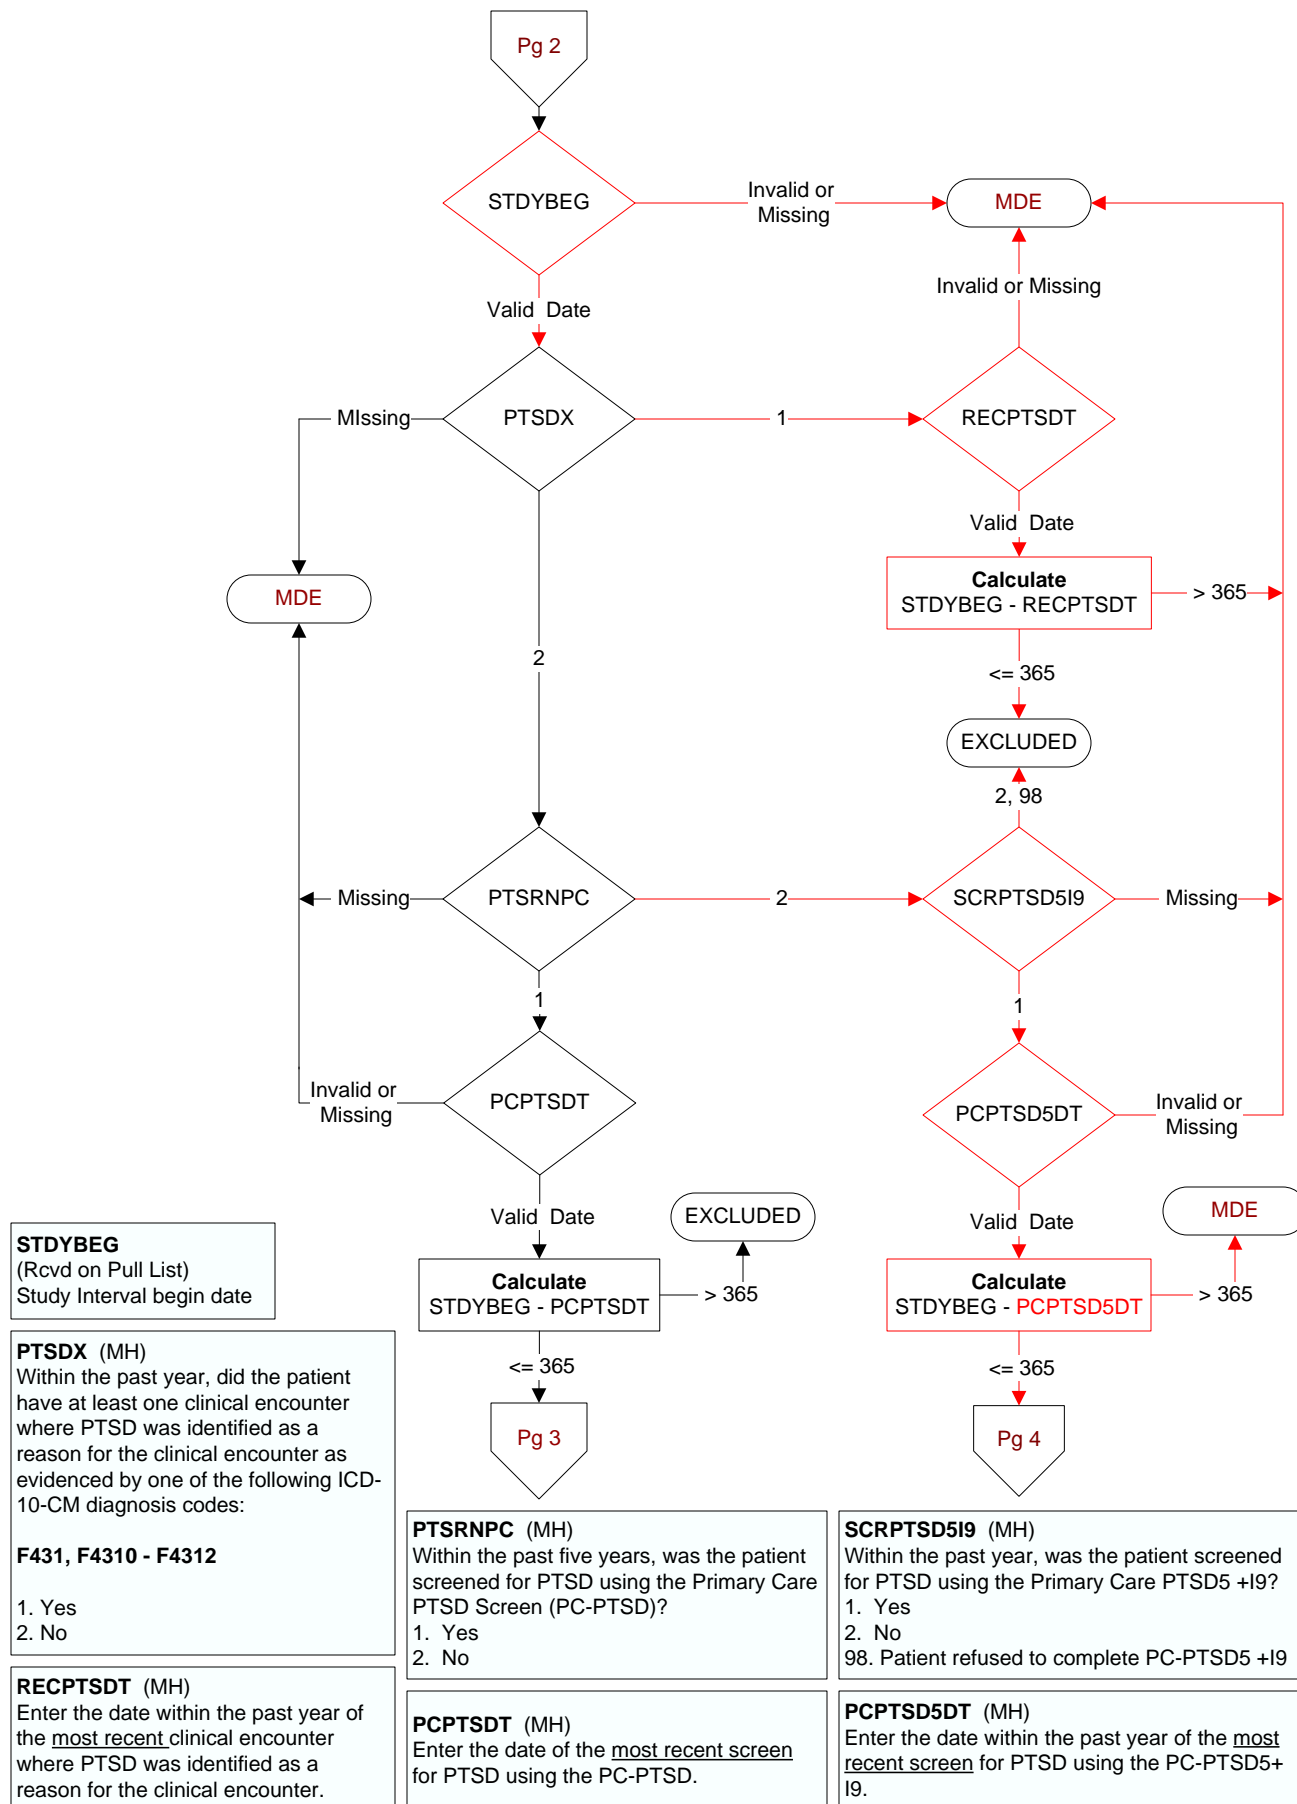 Pg 2
STDYBEG
Invalid or
Missing
MDE
Invalid or Missing
Valid Date
PTSDX
MIssing
1
RECPTSDT
Valid Date
MDE
Calculate
STDYBEG - RECPTSDT
> 365
2
<= 365
EXCLUDED
2, 98
PTSRNPC
Missing
2
SCRPTSD5I9
Missing
1
1
PCPTSDT
Invalid or
Missing
PCPTSD5DT
Invalid or
Missing
Valid Date
EXCLUDED
Valid Date
MDE
Calculate
STDYBEG - PCPTSDT
> 365
Calculate
STDYBEG - PCPTSD5DT
> 365
<= 365
<= 365
Pg 3
Pg 4
STDYBEG
(Rcvd on Pull List)
Study Interval begin date
PTSDX (MH)
Within the past year, did the patient
have at least one clinical encounter
where PTSD was identified as a
reason for the clinical encounter as
evidenced by one of the following ICD-
10-CM diagnosis codes:
F431, F4310 - F4312
1. Yes
2. No
RECPTSDT (MH)
Enter the date within the past year of
the most recent clinical encounter
where PTSD was identified as a
reason for the clinical encounter.
PTSRNPC (MH)
Within the past five years, was the patient
screened for PTSD using the Primary Care
PTSD Screen (PC-PTSD)?
1. Yes
2. No
PCPTSDT (MH)
Enter the date of the most recent screen
for PTSD using the PC-PTSD.
SCRPTSD5I9 (MH)
Within the past year, was the patient screened
for PTSD using the Primary Care PTSD5 +I9?
1. Yes
2. No
98. Patient refused to complete PC-PTSD5 +I9
PCPTSD5DT (MH)
Enter the date within the past year of the most
recent screen for PTSD using the PC-PTSD5+
I9.